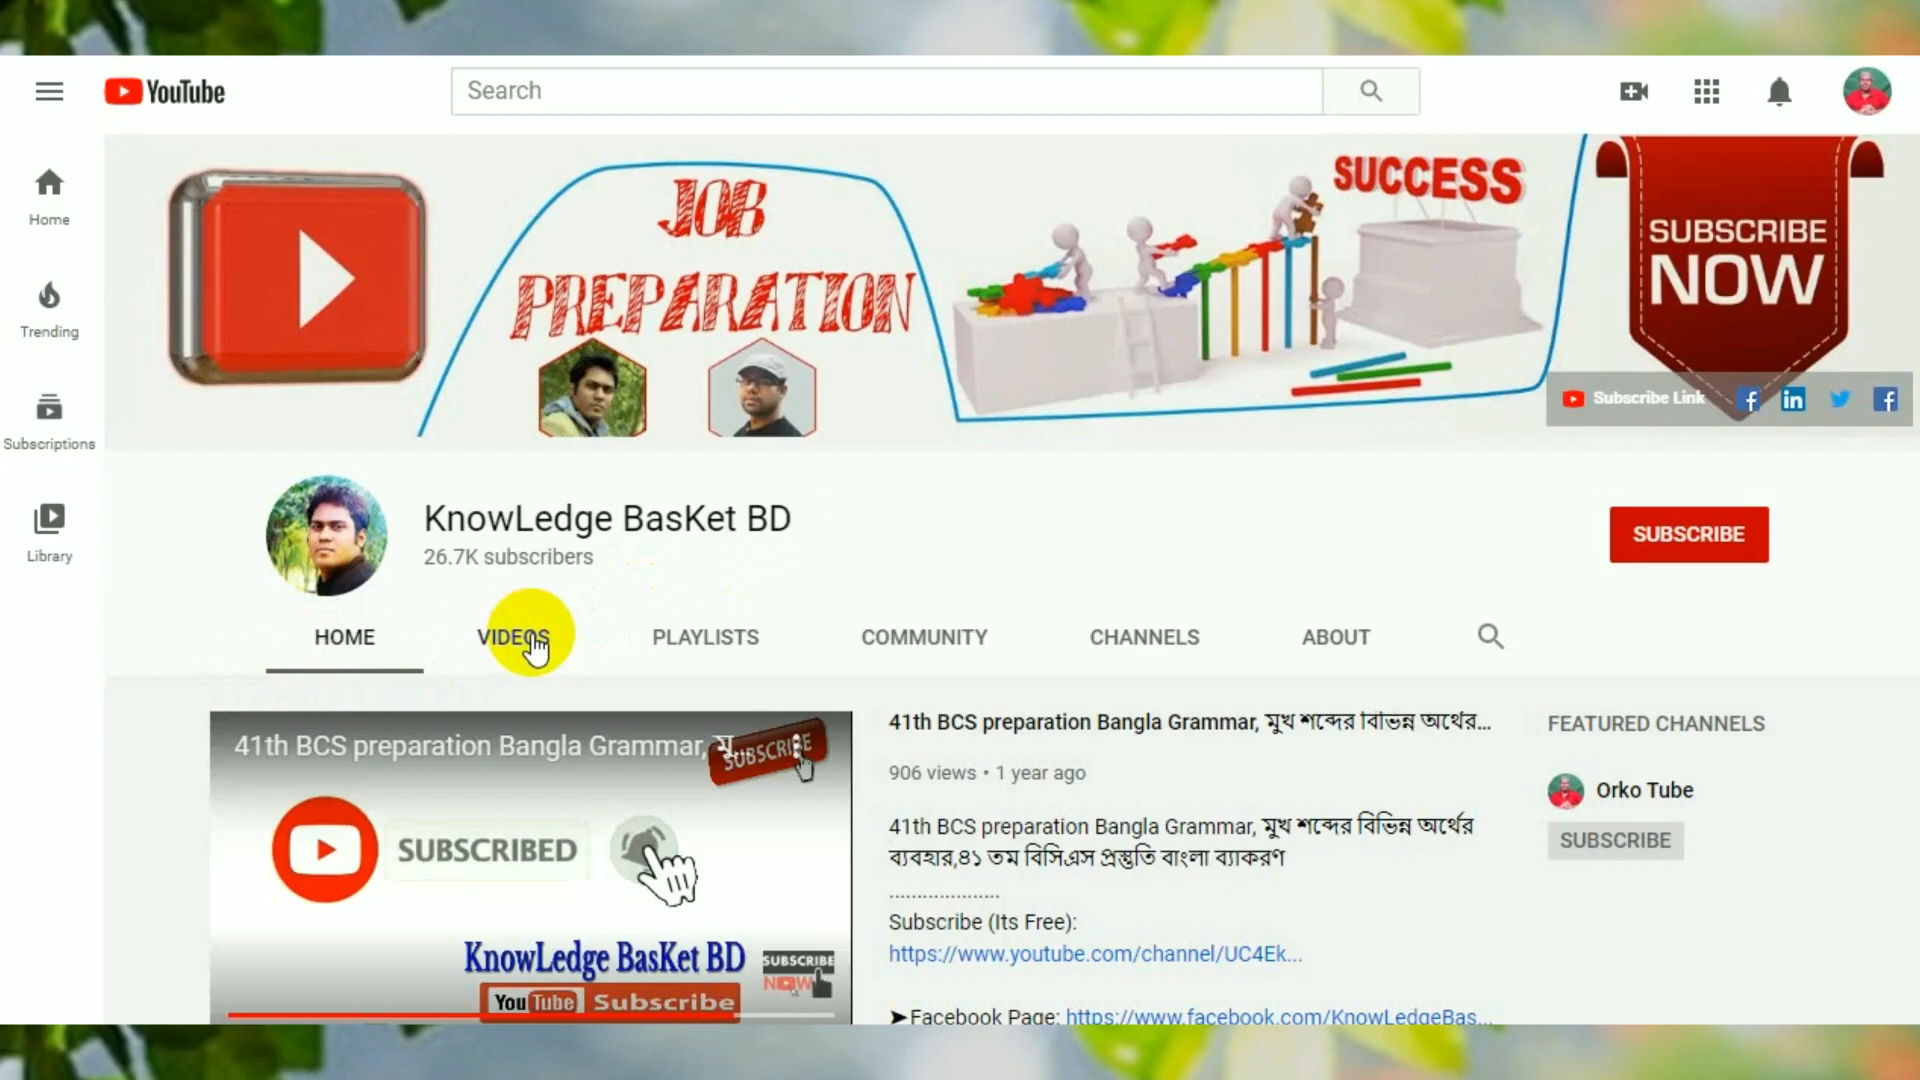 YouTube
Search
Home
Trending
Subscriptions
Library
JOB
PREPARATION
SUCCESS
SUBSCRIBE
NOW
Subscribe Link
KnowLedge BasKet BD
26.7K subscribers
SUBSCRIBE
HOME
VIDEOS
PLAYLISTS
COMMUNITY
CHANNELS
ABOUT
41th BCS preparation Bangla Grammar, মু...
SUBSCRIBE
SUBSCRIBED
KnowLedge BasKet BD
SUBSCRIBE
NOW
YouTube Subscribe
41th BCS preparation Bangla Grammar, মুখ শব্দের বিভিন্ন অর্থের...
906 views • 1 year ago
41th BCS preparation Bangla Grammar, মুখ শব্দের বিভিন্ন অর্থের
ব্যবহার,৪১ তম বিসিএস প্রস্তুতি বাংলা ব্যাকরণ
....................
Subscribe (Its Free):
https://www.youtube.com/channel/UC4Ek...
➤Facebook Page: https://www.facebook.com/KnowLedgeBas...
FEATURED CHANNELS
Orko Tube
SUBSCRIBE